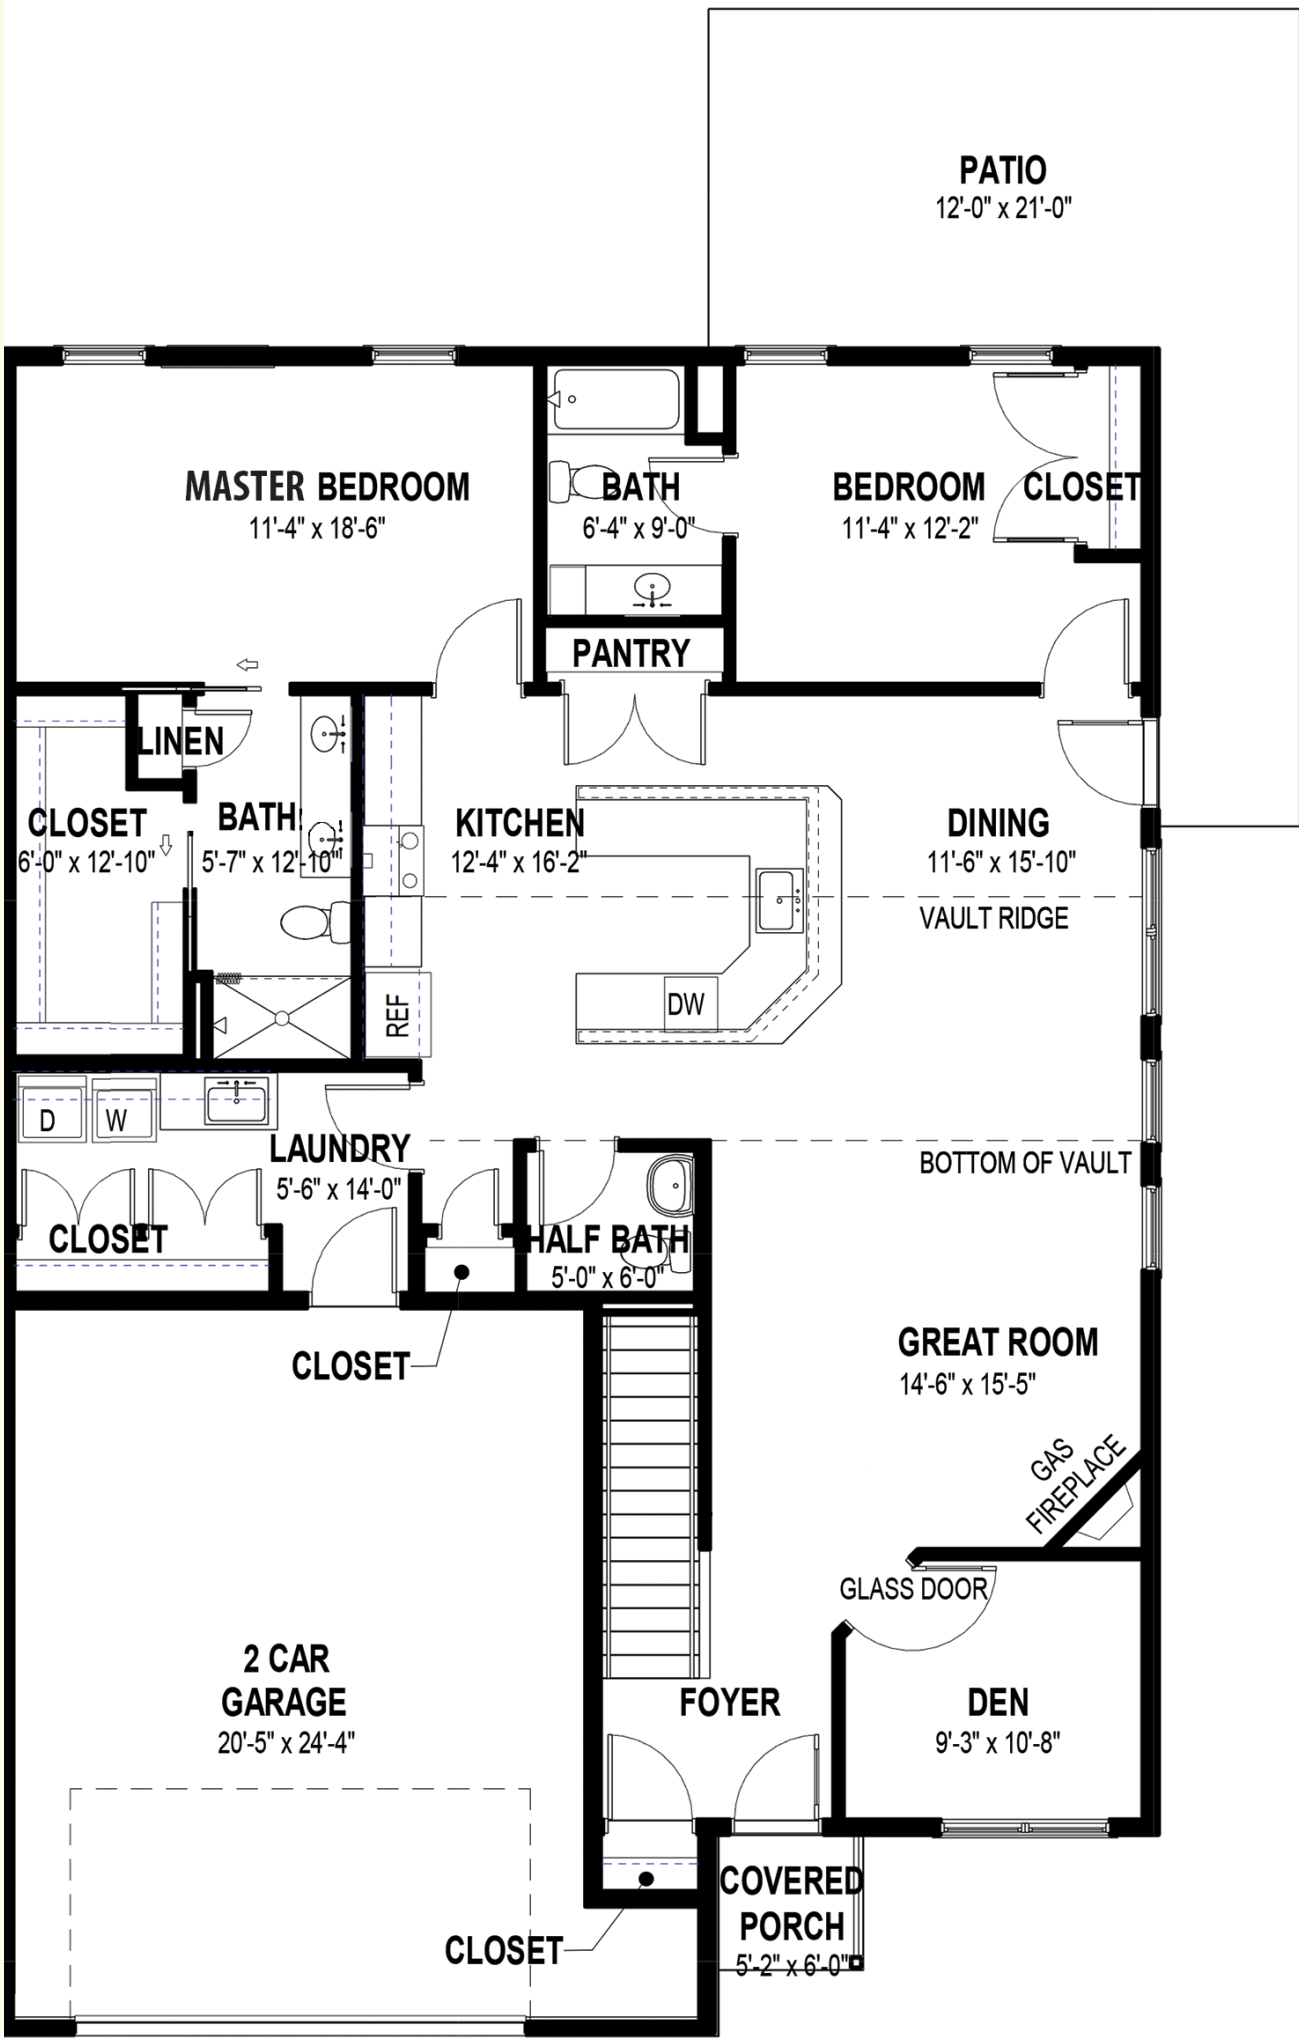 PATIO
12'-0" x 21'-0"
MASTER BEDROOM
11'-4" x 18'-6"
BATH
6'-4" x 9'-0"
BEDROOM
11'-4" x 12'-2"
CLOSET
PANTRY
LINEN
CLOSET
6'-0" x 12'-10"
BATH
5'-7" x 12'-10"
KITCHEN
12'-4" x 16'-2"
DINING
11'-6" x 15'-10"
VAULT RIDGE
REF
DW
D
W
LAUNDRY
5'-6" x 14'-0"
CLOSET
HALF BATH
5'-0" x 6'-0"
BOTTOM OF VAULT
CLOSET
GREAT ROOM
14'-6" x 15'-5"
GAS
FIREPLACE
GLASS DOOR
2 CAR
GARAGE
20'-5" x 24'-4"
FOYER
DEN
9'-3" x 10'-8"
COVERED
PORCH
5'-2" x 6'-0"
CLOSET